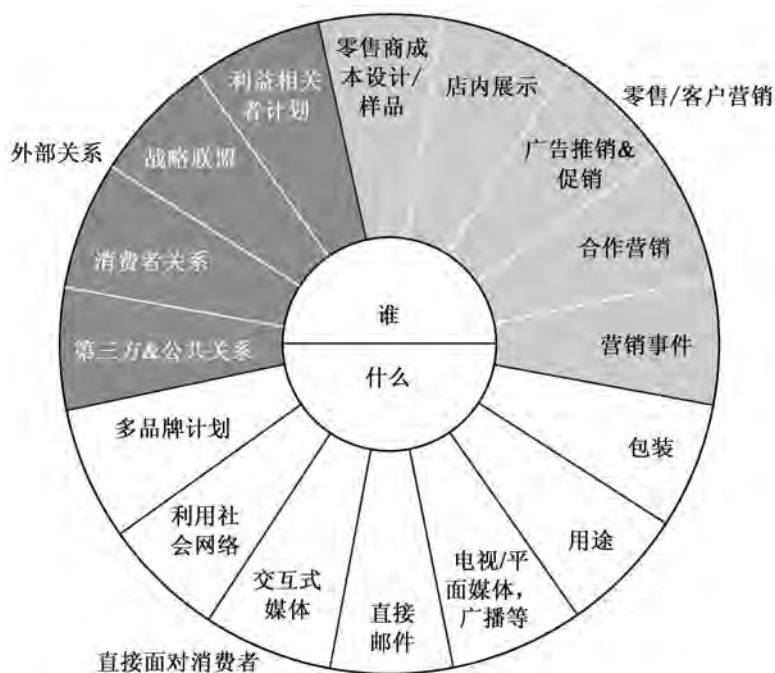 零售商成
本设计/
样品
店内展示
零售/客户营销
广告推销&
促销
合作营销
营销事件
包装
用途
电视/平
面媒体，
广播等
直接
邮件
交互式
媒体
直接面对消费者
利用社
会网络
多品牌计划
第三方&公共关系
消费者关系
外部关系
战略联盟
利益相关
者计划
谁
什么